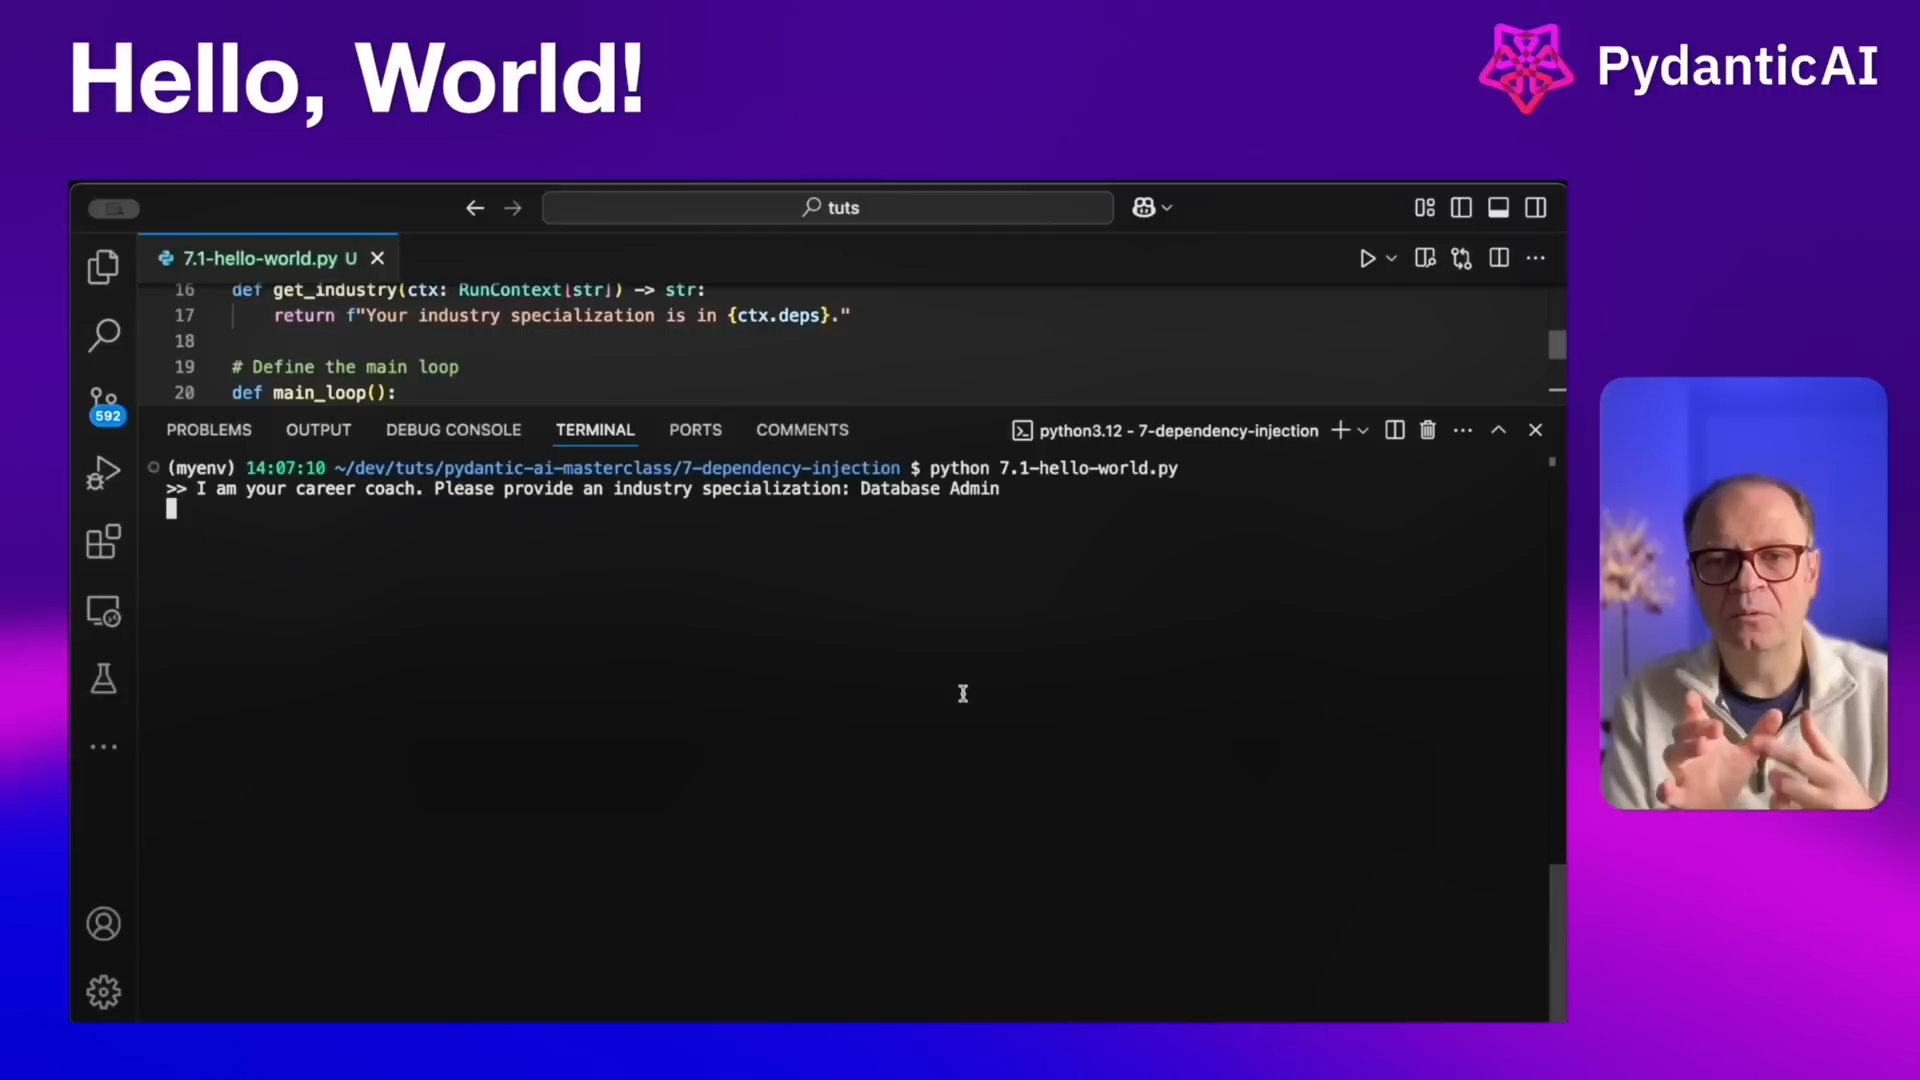 Hello, World!
PydanticAI
tuts
7.1-hello-world.py U
16 def get_industry(ctx: RunContext[str]) -> str:
17 return f"Your industry specialization is in {ctx.deps}."
18
19 # Define the main loop
20 def main_loop():
592
PROBLEMS OUTPUT DEBUG CONSOLE TERMINAL PORTS COMMENTS python3.12 - 7-dependency-injection
(myenv) 14:07:10 ~/dev/tuts/pydantic-ai-masterclass/7-dependency-injection $ python 7.1-hello-world.py
>> I am your career coach. Please provide an industry specialization: Database Admin